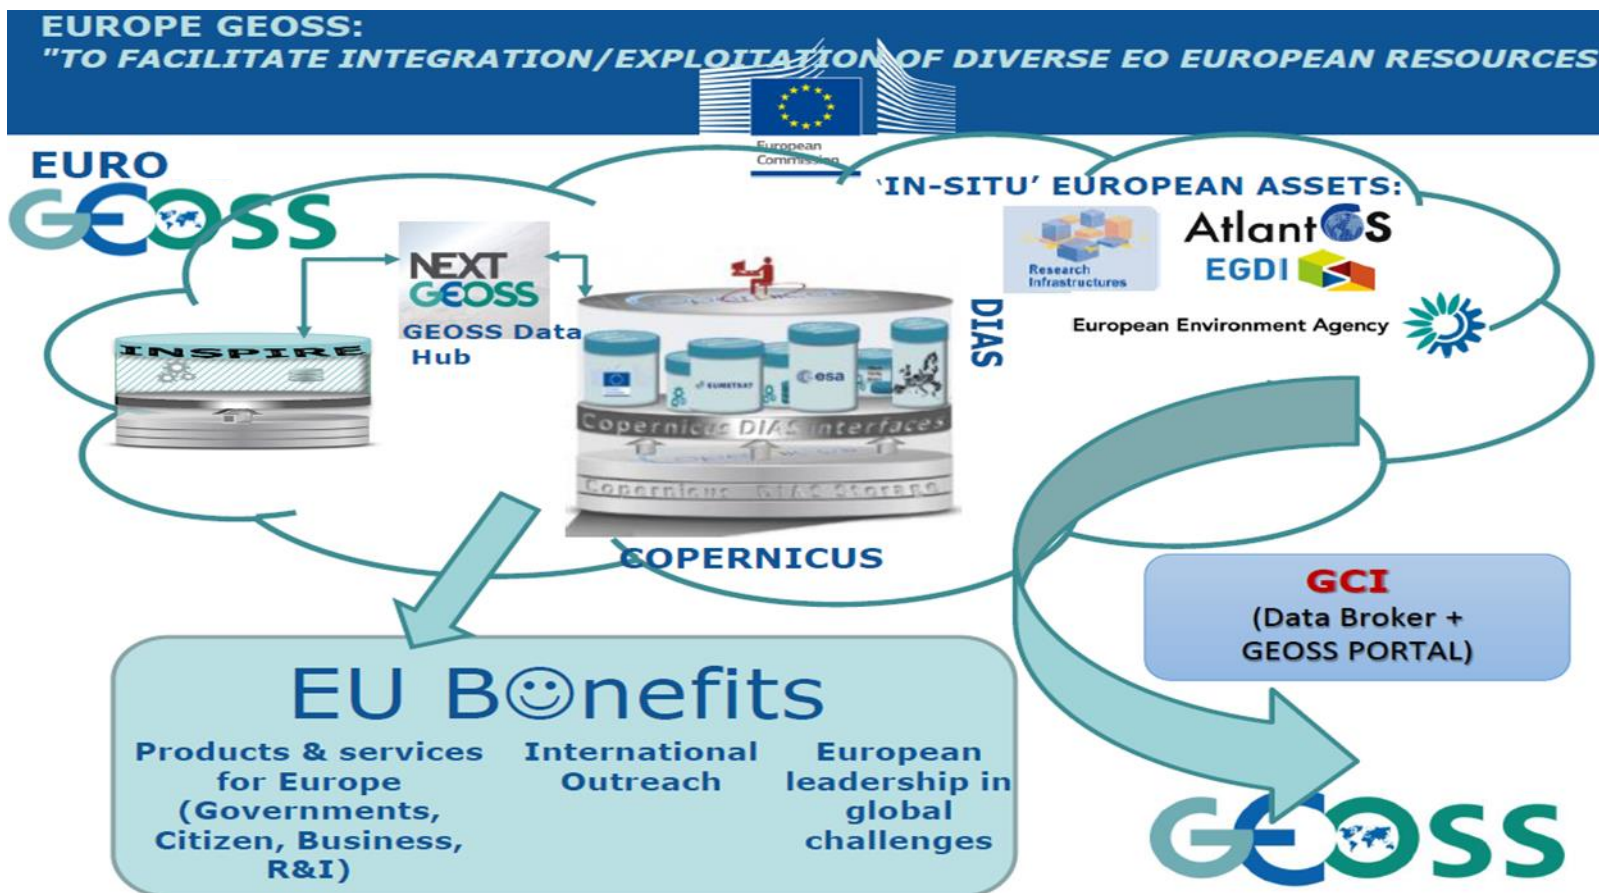 EUROPE GEOSS:
"TO FACILITATE INTEGRATION/EXPLOITATION OF DIVERSE EO EUROPEAN RESOURCES
European
Commission
EURO
GEOSS
'IN-SITU' EUROPEAN ASSETS:
Research
Infrastructures
AtlantOS
EGDI
European Environment Agency
NEXT
GEOSS
GEOSS Data
Hub
INSPIRE
DIAS
esa
Copernicus DIAS interfaces
Copernicus DIAS Storage
COPERNICUS
GCI
(Data Broker +
GEOSS PORTAL)
EU B☺nefits
Products & services
for Europe
(Governments,
Citizen, Business,
R&I)
International
Outreach
European
leadership in
global
challenges
GEOSS